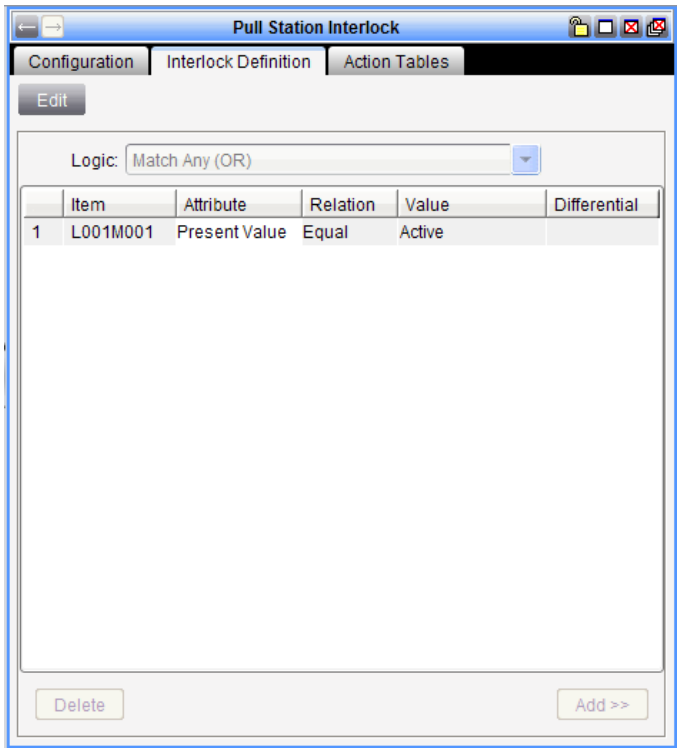 Pull Station Interlock
Configuration Interlock Definition Action Tables
Edit
Logic: Match Any (OR)
Item Attribute Relation Value Differential
1 L001M001 Present Value Equal Active
Delete Add >>